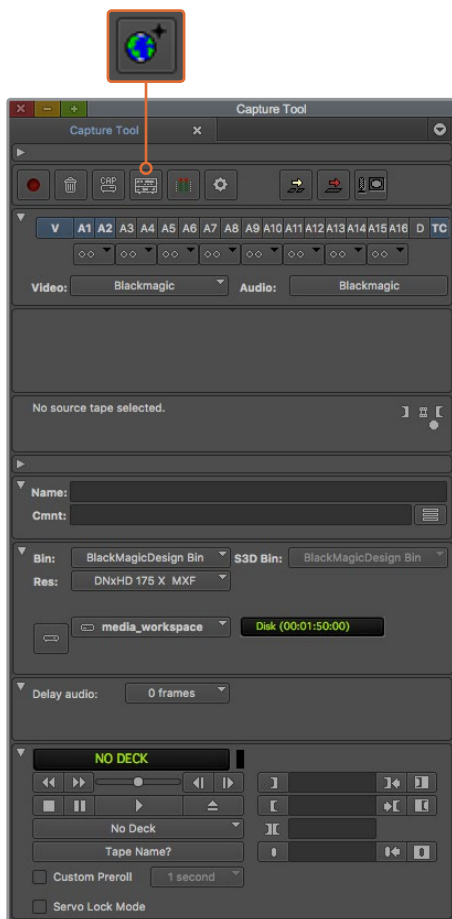 Capture Tool
Capture Tool
CAP
V A1 A2 A3 A4 A5 A6 A7 A8 A9 A10 A11 A12 A13 A14 A15 A16 D TC
Video: Blackmagic Audio: Blackmagic
No source tape selected.
Name:
Cmnt:
Bin: BlackMagicDesign Bin S3D Bin: BlackMagicDesign Bin
Res: DNxHD 175 X MXF
media_workspace Disk (00:01:50:00)
Delay audio: 0 frames
NO DECK
No Deck
Tape Name?
Custom Preroll 1 second
Servo Lock Mode